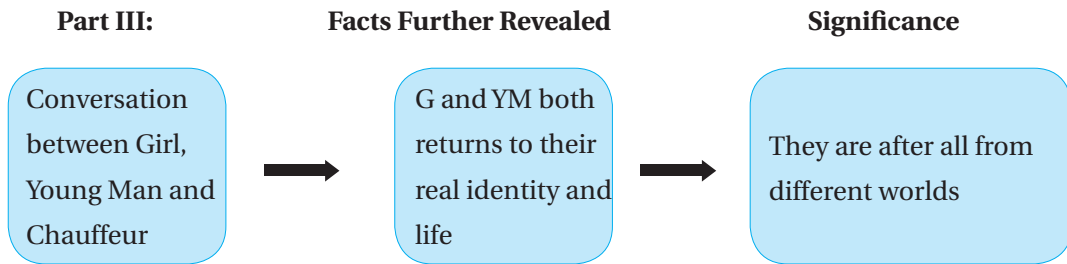 Part III:
Facts Further Revealed
Significance
Conversation
between Girl,
Young Man and
Chauffeur
G and YM both
returns to their
real identity and
life
They are after all from
different worlds